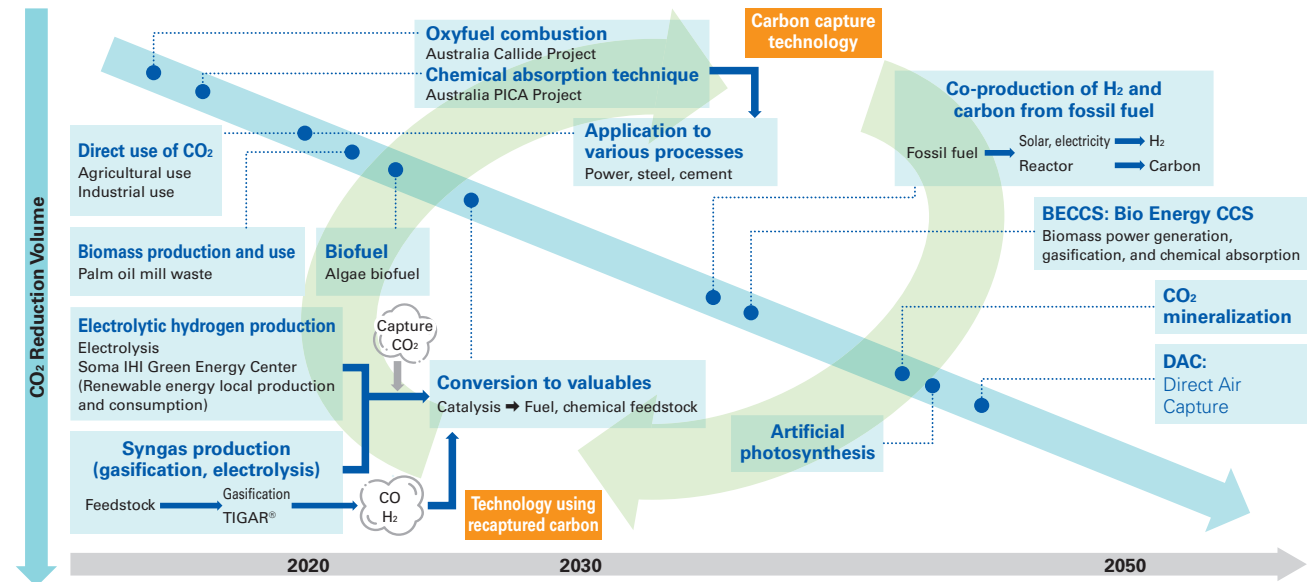 CO₂ Reduction Volume
Oxyfuel combustion
Australia Callide Project
Chemical absorption technique
Australia PICA Project
Carbon capture
technology
Co-production of H₂ and
carbon from fossil fuel
Fossil fuel
Solar, electricity
H₂
Reactor
Carbon
Direct use of CO₂
Agricultural use
Industrial use
Application to
various processes
Power, steel, cement
BECCS: Bio Energy CCS
Biomass power generation,
gasification, and chemical absorption
Biomass production and use
Palm oil mill waste
Biofuel
Algae biofuel
CO₂
mineralization
Electrolytic hydrogen production
Electrolysis
Soma IHI Green Energy Center
(Renewable energy local production
and consumption)
Capture
CO₂
Conversion to valuables
Catalysis ➡ Fuel, chemical feedstock
DAC:
Direct Air
Capture
Artificial
photosynthesis
Syngas production
(gasification, electrolysis)
Feedstock
Gasification
TIGAR®
CO
H₂
Technology using
recaptured carbon
2020
2030
2050